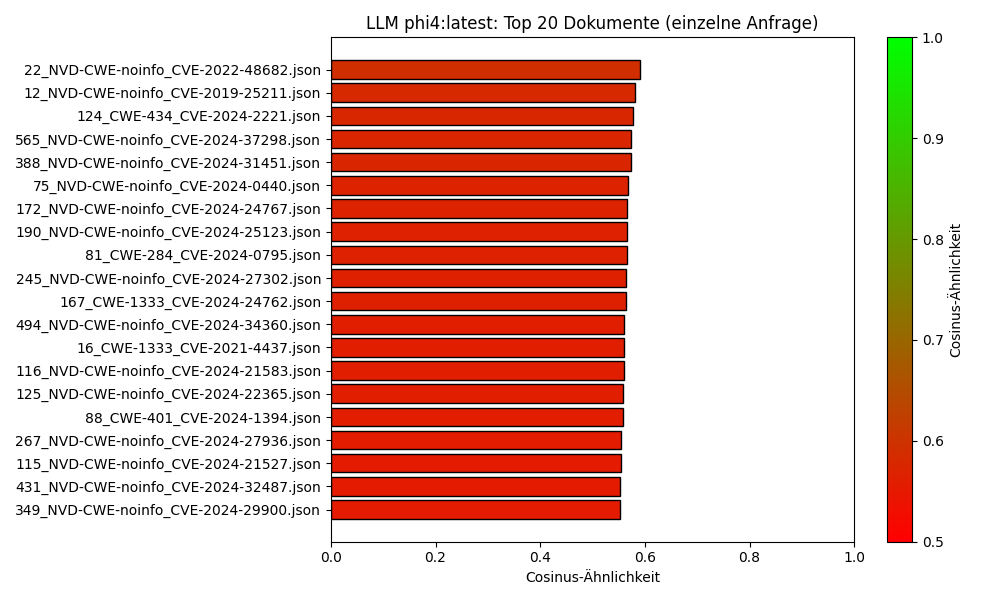 LLM phi4:latest: Top 20 Dokumente (einzelne Anfrage)
22_NVD-CWE-noinfo_CVE-2022-48682.json
12_NVD-CWE-noinfo_CVE-2019-25211.json
124_CWE-434_CVE-2024-2221.json
565_NVD-CWE-noinfo_CVE-2024-37298.json
388_NVD-CWE-noinfo_CVE-2024-31451.json
75_NVD-CWE-noinfo_CVE-2024-0440.json
172_NVD-CWE-noinfo_CVE-2024-24767.json
190_NVD-CWE-noinfo_CVE-2024-25123.json
81_CWE-284_CVE-2024-0795.json
245_NVD-CWE-noinfo_CVE-2024-27302.json
167_CWE-1333_CVE-2024-24762.json
494_NVD-CWE-noinfo_CVE-2024-34360.json
16_CWE-1333_CVE-2021-4437.json
116_NVD-CWE-noinfo_CVE-2024-21583.json
125_NVD-CWE-noinfo_CVE-2024-22365.json
88_CWE-401_CVE-2024-1394.json
267_NVD-CWE-noinfo_CVE-2024-27936.json
115_NVD-CWE-noinfo_CVE-2024-21527.json
431_NVD-CWE-noinfo_CVE-2024-32487.json
349_NVD-CWE-noinfo_CVE-2024-29900.json
0.0 0.2 0.4 0.6 0.8 1.0
Cosinus-Ähnlichkeit
1.0
0.9
0.8
0.7
0.6
0.5
Cosinus-Ähnlichkeit